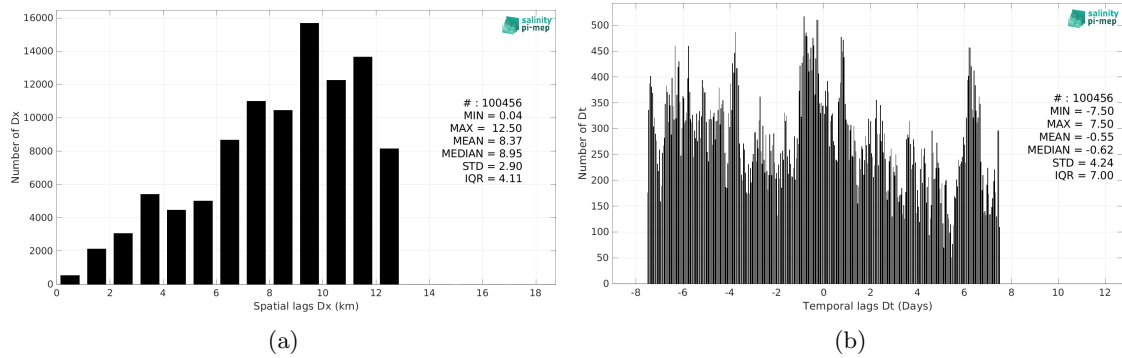 16000
14000
12000
10000
8000
6000
4000
2000
0
Number of Dx
0 2 4 6 8 10 12 14 16 18
Spatial lags Dx (km)
salinity
pi-mep
# : 100456
MIN = 0.04
MAX = 12.50
MEAN = 8.37
MEDIAN = 8.95
STD = 2.90
IQR = 4.11
(a)
500
450
400
350
300
250
200
150
100
50
0
Number of Dt
-8 -6 -4 -2 0 2 4 6 8 10 12
Temporal lags Dt (Days)
salinity
pi-mep
# : 100456
MIN = -7.50
MAX = 7.50
MEAN = -0.55
MEDIAN = -0.62
STD = 4.24
IQR = 7.00
(b)